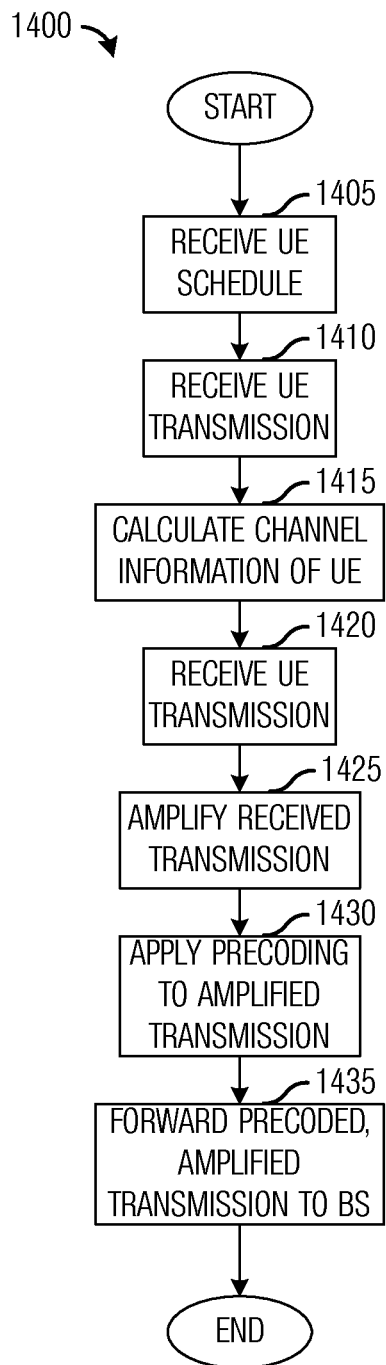 1400
START
1405
RECEIVE UE
SCHEDULE
1410
RECEIVE UE
TRANSMISSION
1415
CALCULATE CHANNEL
INFORMATION OF UE
1420
RECEIVE UE
TRANSMISSION
1425
AMPLIFY RECEIVED
TRANSMISSION
1430
APPLY PRECODING
TO AMPLIFIED
TRANSMISSION
1435
FORWARD PRECODED,
AMPLIFIED
TRANSMISSION TO BS
END